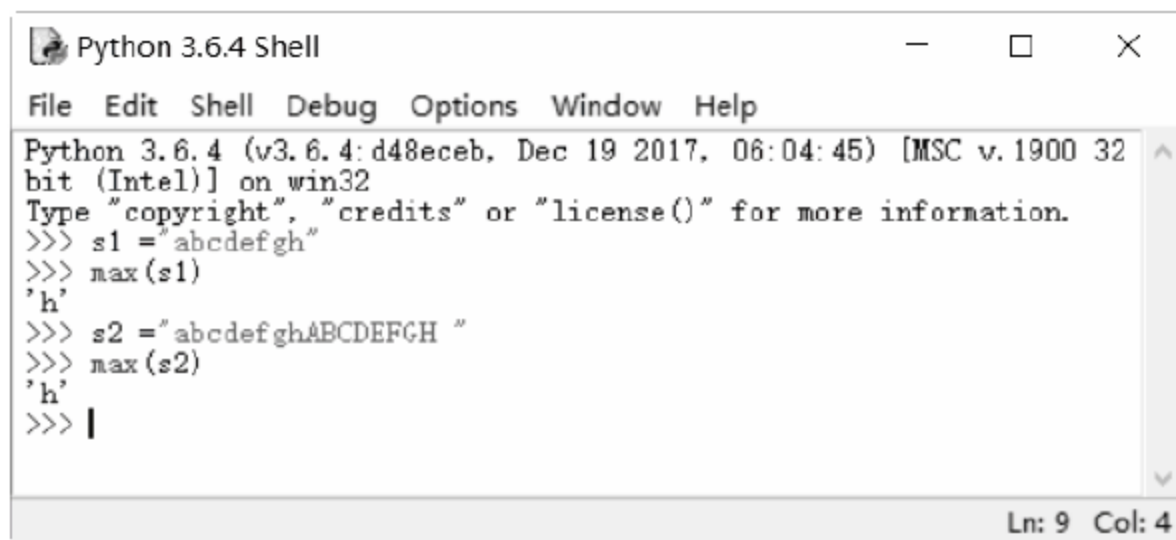 Python 3.6.4 Shell
File Edit Shell Debug Options Window Help
Python 3.6.4 (v3.6.4:d48eceb, Dec 19 2017, 06:04:45) [MSC v.1900 32
bit (Intel)] on win32
Type "copyright", "credits" or "license()" for more information.
>>> s1 ="abcdefgh"
>>> max(s1)
'h'
>>> s2 ="abcdefghABCDEFGH "
>>> max(s2)
'h'
>>>
Ln: 9 Col: 4